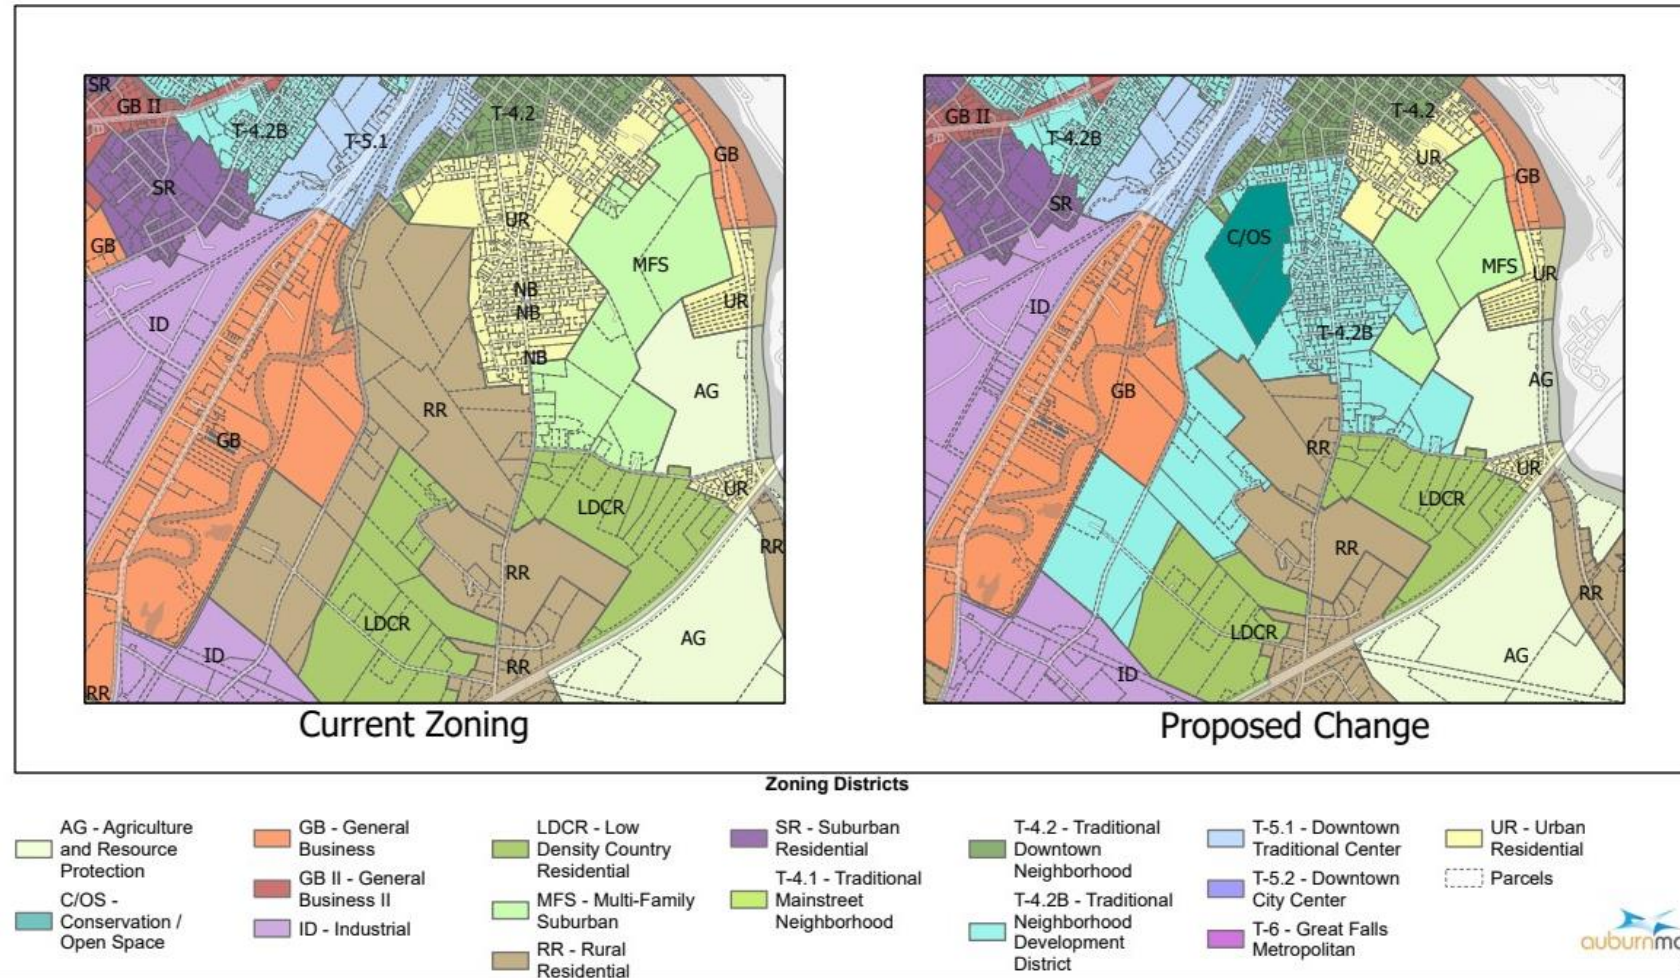 SR
GB II
T-4.2B
T-5.1
T-4.2
GB
SR
UR
MFS
GB
NB
UR
NB
ID
NB
AG
RR
GB
UR
LDCR
RR
RR
LDCR
AG
ID
RR
RR
Current Zoning
GB II
T-4.2B
T-4.2
UR
GB
SR
C/OS
MFS
UR
ID
T-4.2B
GB
AG
RR
UR
LDCR
RR
RR
LDCR
AG
ID
Proposed Change
Zoning Districts
AG - Agriculture
and Resource
Protection
C/OS -
Conservation /
Open Space
GB - General
Business
GB II - General
Business II
ID - Industrial
LDCR - Low
Density Country
Residential
MFS - Multi-Family
Suburban
RR - Rural
Residential
SR - Suburban
Residential
T-4.1 - Traditional
Mainstreet
Neighborhood
T-4.2 - Traditional
Downtown
Neighborhood
T-4.2B - Traditional
Neighborhood
Development
District
T-5.1 - Downtown
Traditional Center
T-5.2 - Downtown
City Center
T-6 - Great Falls
Metropolitan
UR - Urban
Residential
Parcels